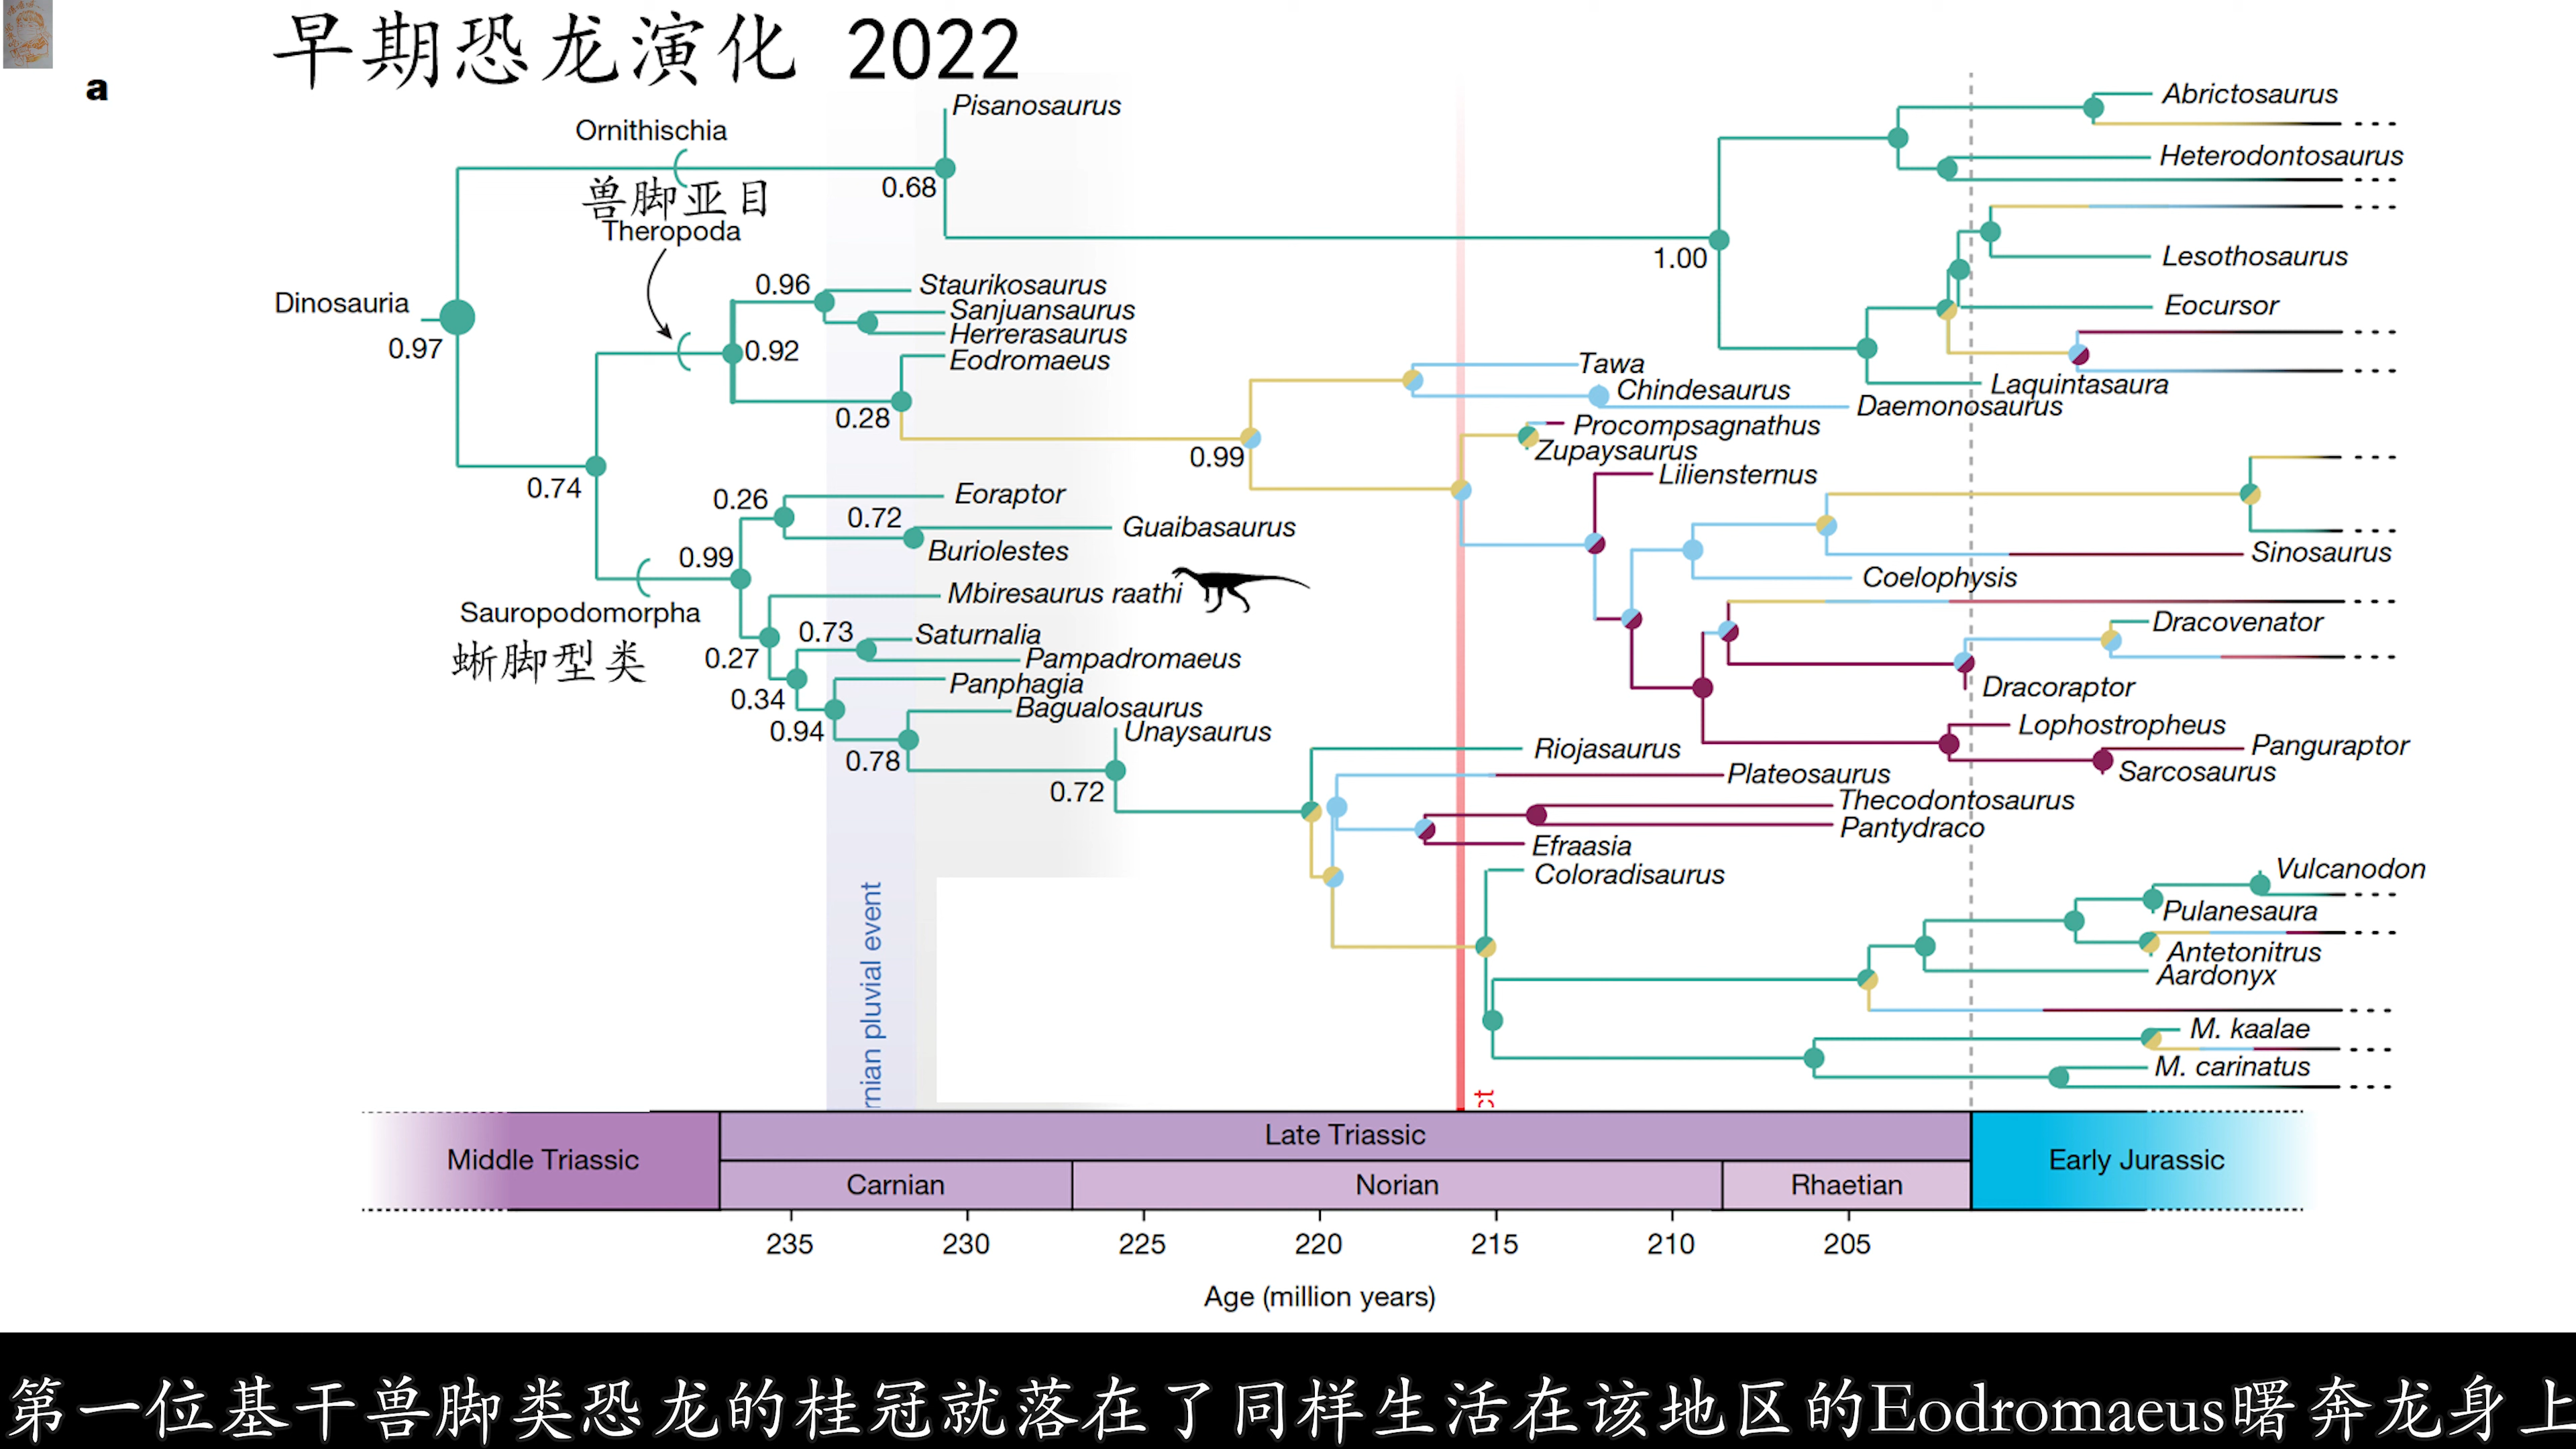 早期恐龙演化 2022
a
Pisanosaurus
Abrictosaurus
Ornithischia
Heterodontosaurus
0.68
兽脚亚目
Theropoda
1.00
Lesothosaurus
0.96
Staurikosaurus
Sanjuansaurus
Herrerasaurus
Eocursor
Dinosauria
0.97
0.92
Eodromaeus
Tawa
Laquintasaura
Chindesaurus
Daemonosaurus
0.28
Procompsagnathus
Zupaysaurus
0.99
Liliensternus
0.74
0.26
Eoraptor
0.72
Guaibasaurus
Buriolestes
Sinosaurus
0.99
Coelophysis
Mbiresaurus raathi
Sauropodomorpha
蜥脚型类
Dracovenator
0.73
Saturnalia
0.27
Pampadromaeus
Panphagia
Dracoraptor
0.34
Bagualosaurus
0.94
Unaysaurus
Lophostropheus
Panguraptor
0.78
Riojasaurus
Sarcosaurus
Plateosaurus
0.72
Thecodontosaurus
Pantydraco
Efraasia
Coloradisaurus
Vulcanodon
Pulanesaura
Antetonitrus
Aardonyx
M. kaalae
M. carinatus
rnian pluvial event
ct
Late Triassic
Middle Triassic
Early Jurassic
Carnian
Norian
Rhaetian
235
230
225
220
215
210
205
Age (million years)
第一位基干兽脚类恐龙的桂冠就落在了同样生活在该地区的Eodromaeus曙奔龙身上